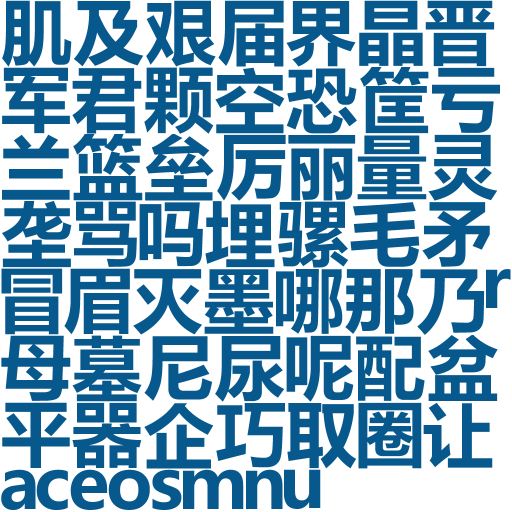 肌及艰届界晶晋
军君颗空恐筐亏
兰篮垒厉丽量灵
垄骂吗埋骡毛矛
冒眉灭墨哪那乃r
母墓尼尿呢配盆
平器企巧取圈让
aceosmnu